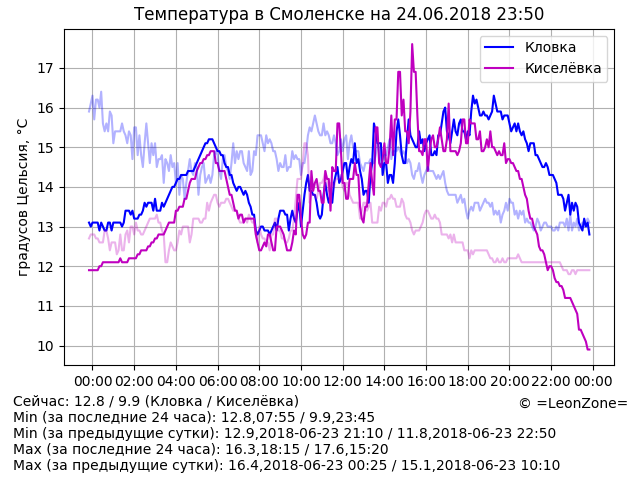 Температура в Смоленске на 24.06.2018 23:50
Кловка
Киселёвка
градусов Цельсия, °C
17
16
15
14
13
12
11
10
00:00 02:00 04:00 06:00 08:00 10:00 12:00 14:00 16:00 18:00 20:00 22:00 00:00
Сейчас: 12.8 / 9.9 (Кловка / Киселёвка)
© =LeonZone=
Min (за последние 24 часа): 12.8,07:55 / 9.9,23:45
Min (за предыдущие сутки): 12.9,2018-06-23 21:10 / 11.8,2018-06-23 22:50
Max (за последние 24 часа): 16.3,18:15 / 17.6,15:20
Max (за предыдущие сутки): 16.4,2018-06-23 00:25 / 15.1,2018-06-23 10:10